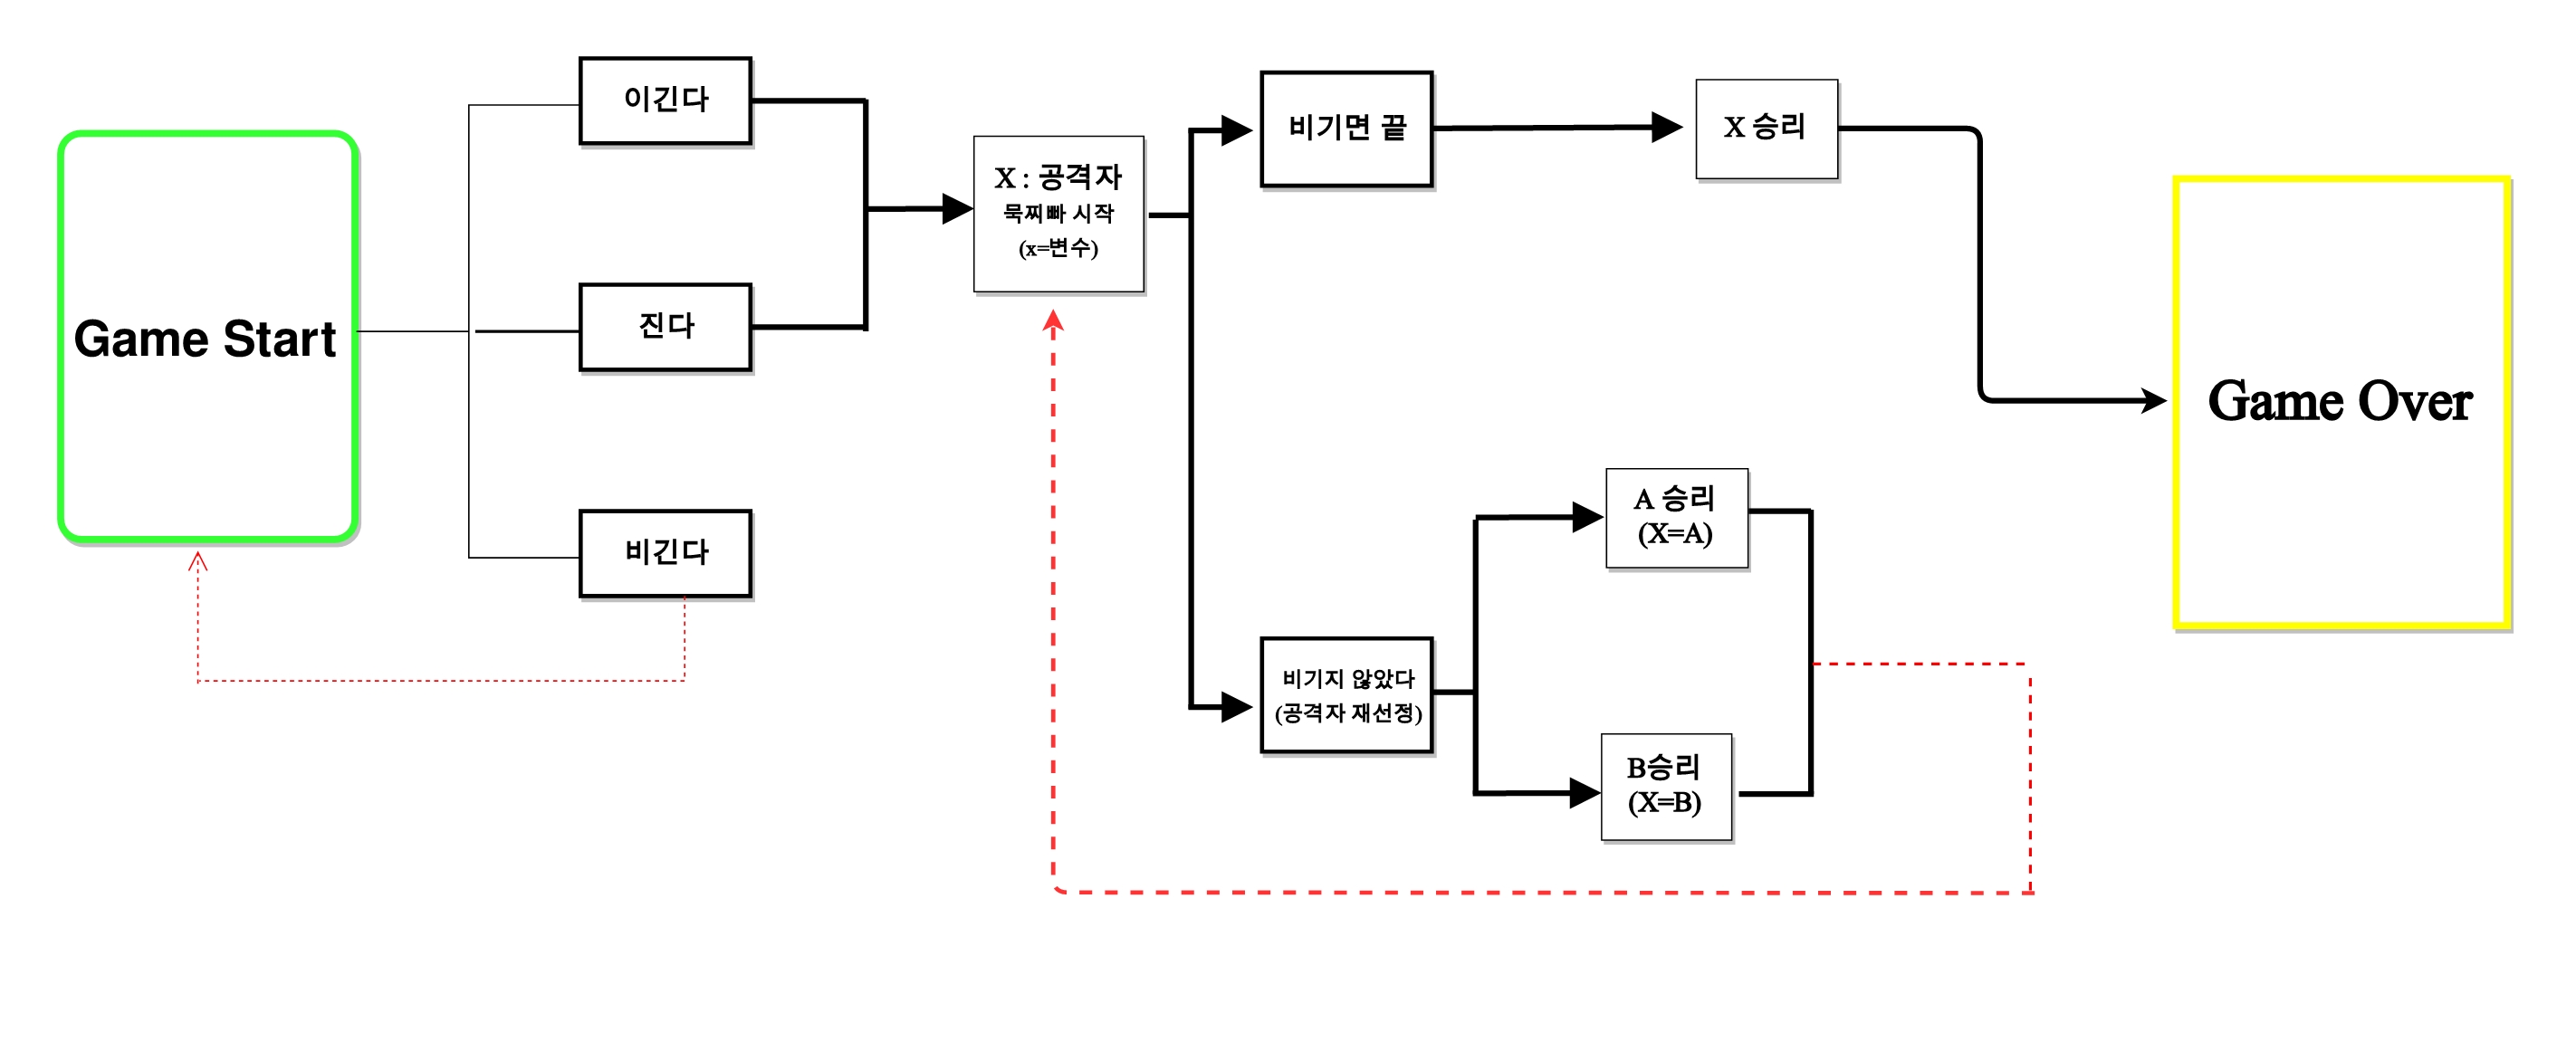 Game Start
이긴다
진다
비긴다
X : 공격자
묵찌빠 시작
(x=변수)
비기면 끝
X 승리
비기지 않았다
(공격자 재선정)
A 승리
(X=A)
B승리
(X=B)
Game Over